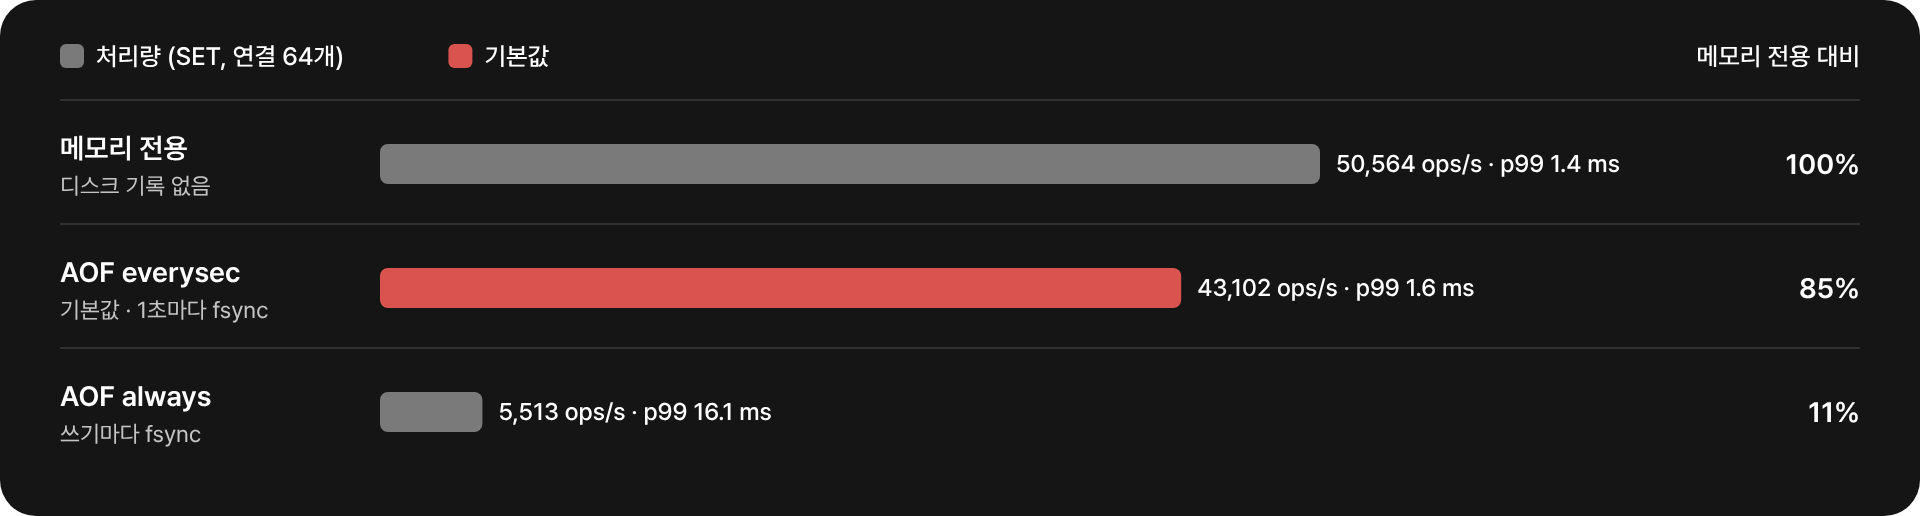 처리량 (SET, 연결 64개)
기본값
메모리 전용 대비
메모리 전용
디스크 기록 없음
50,564 ops/s · p99 1.4 ms
100%
AOF everysec
기본값 · 1초마다 fsync
43,102 ops/s · p99 1.6 ms
85%
AOF always
쓰기마다 fsync
5,513 ops/s · p99 16.1 ms
11%